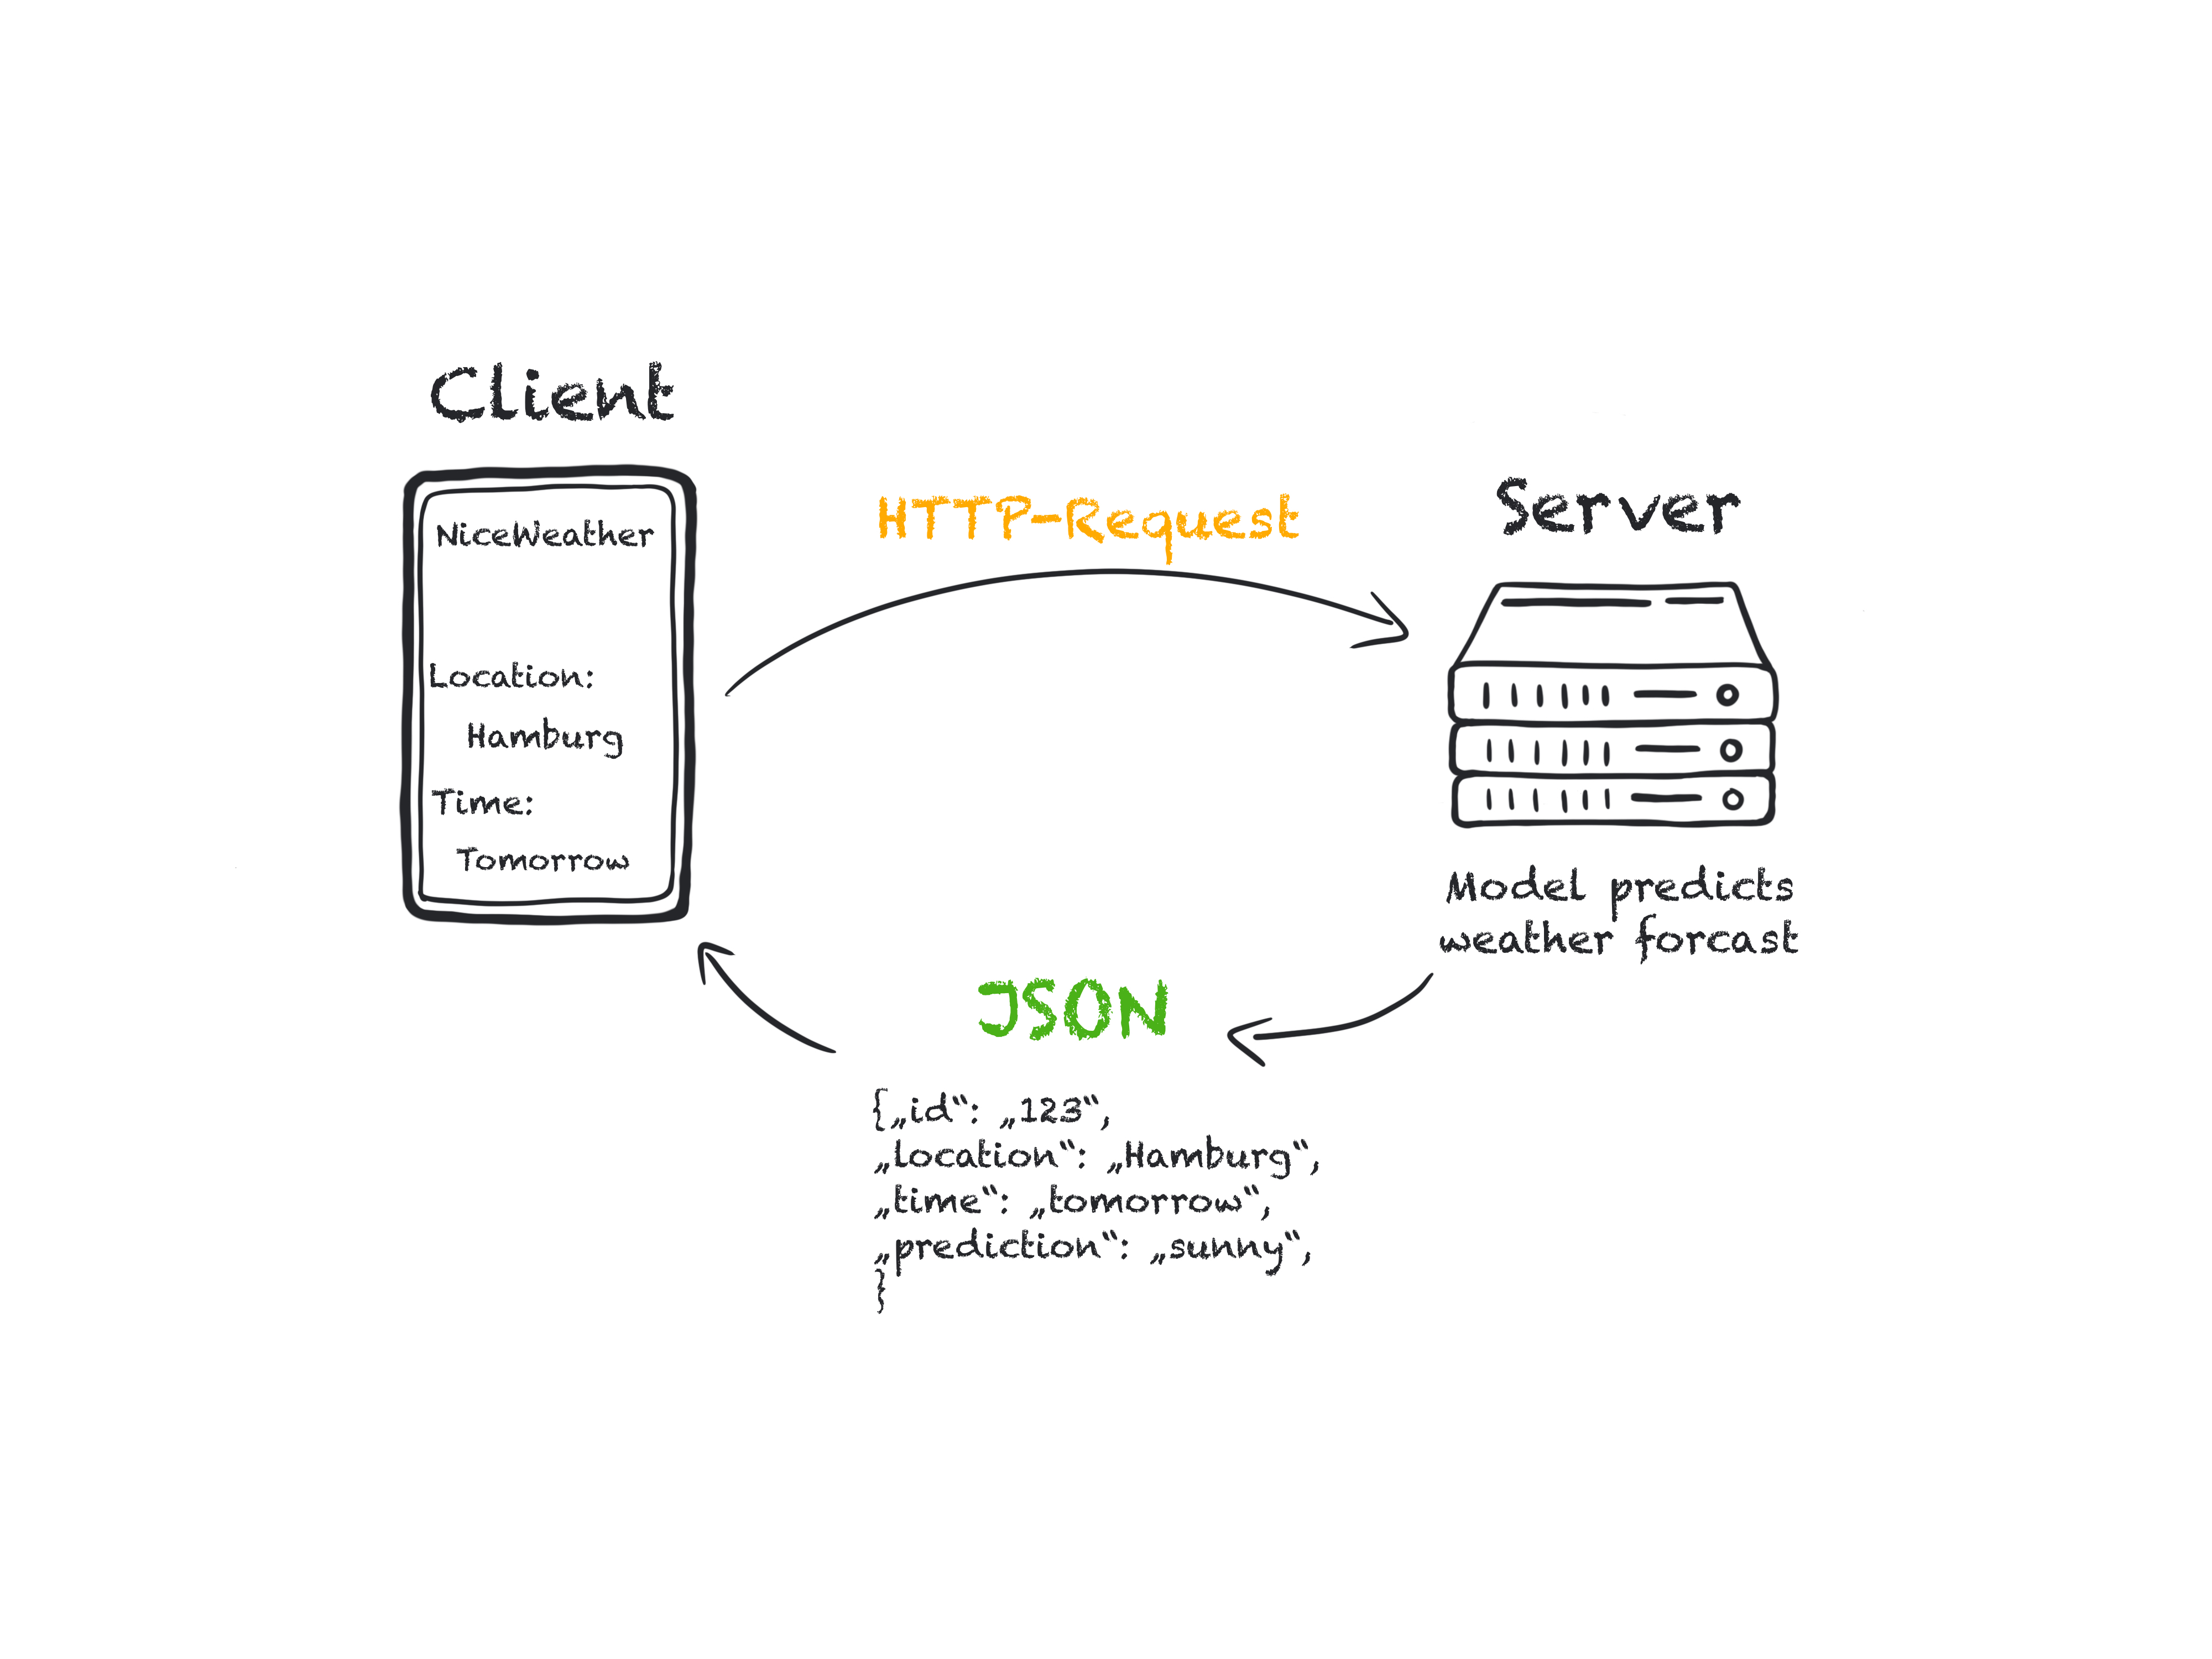 Client
NiceWeather
Location:
Hamburg
Time:
Tomorrow
HTTP-Request
Server
Model predicts
weather forcast
JSON
{„id“: „123“,
„location“: „Hamburg“,
„time“: „tomorrow“,
„prediction“: „sunny“,
}